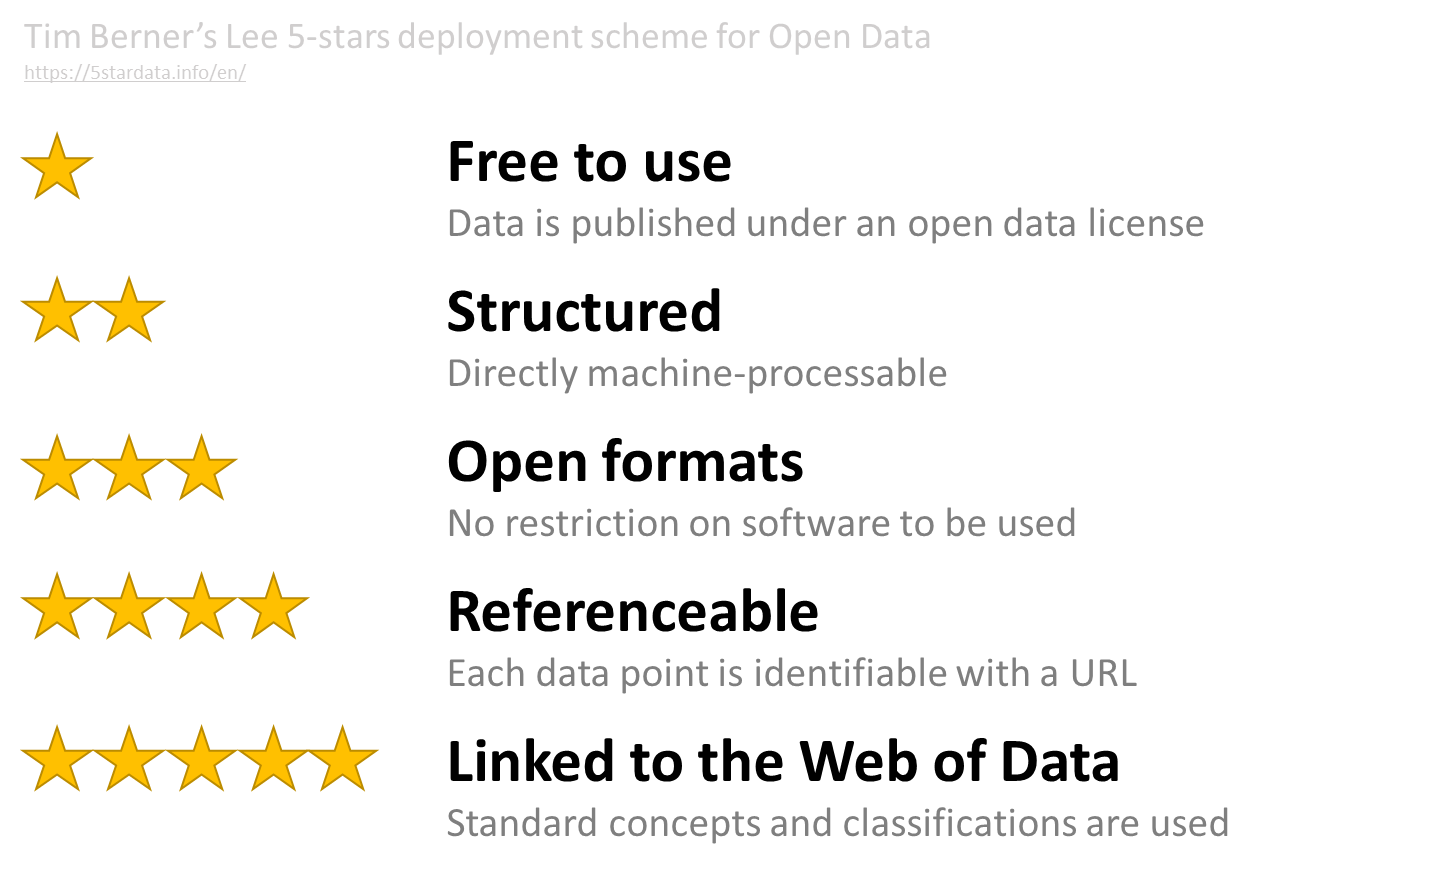 Tim Berner’s Lee 5-stars deployment scheme for Open Data
https://5stardata.info/en/
Free to use
Data is published under an open data license
Structured
Directly machine-processable
Open formats
No restriction on software to be used
Referenceable
Each data point is identifiable with a URL
Linked to the Web of Data
Standard concepts and classifications are used